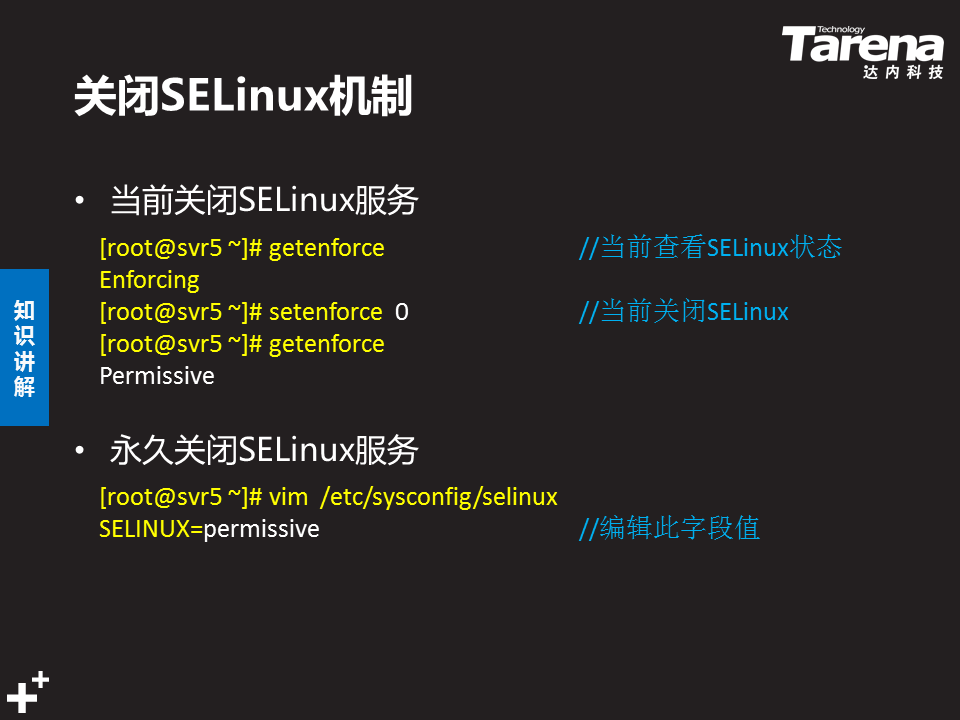 Technology
Tarena
达内科技
关闭SELinux机制
• 当前关闭SELinux服务
[root@svr5 ~]# getenforce //当前查看SELinux状态
Enforcing
[root@svr5 ~]# setenforce 0 //当前关闭SELinux
[root@svr5 ~]# getenforce
Permissive
• 永久关闭SELinux服务
[root@svr5 ~]# vim /etc/sysconfig/selinux
SELINUX=permissive //编辑此字段值
知识讲解